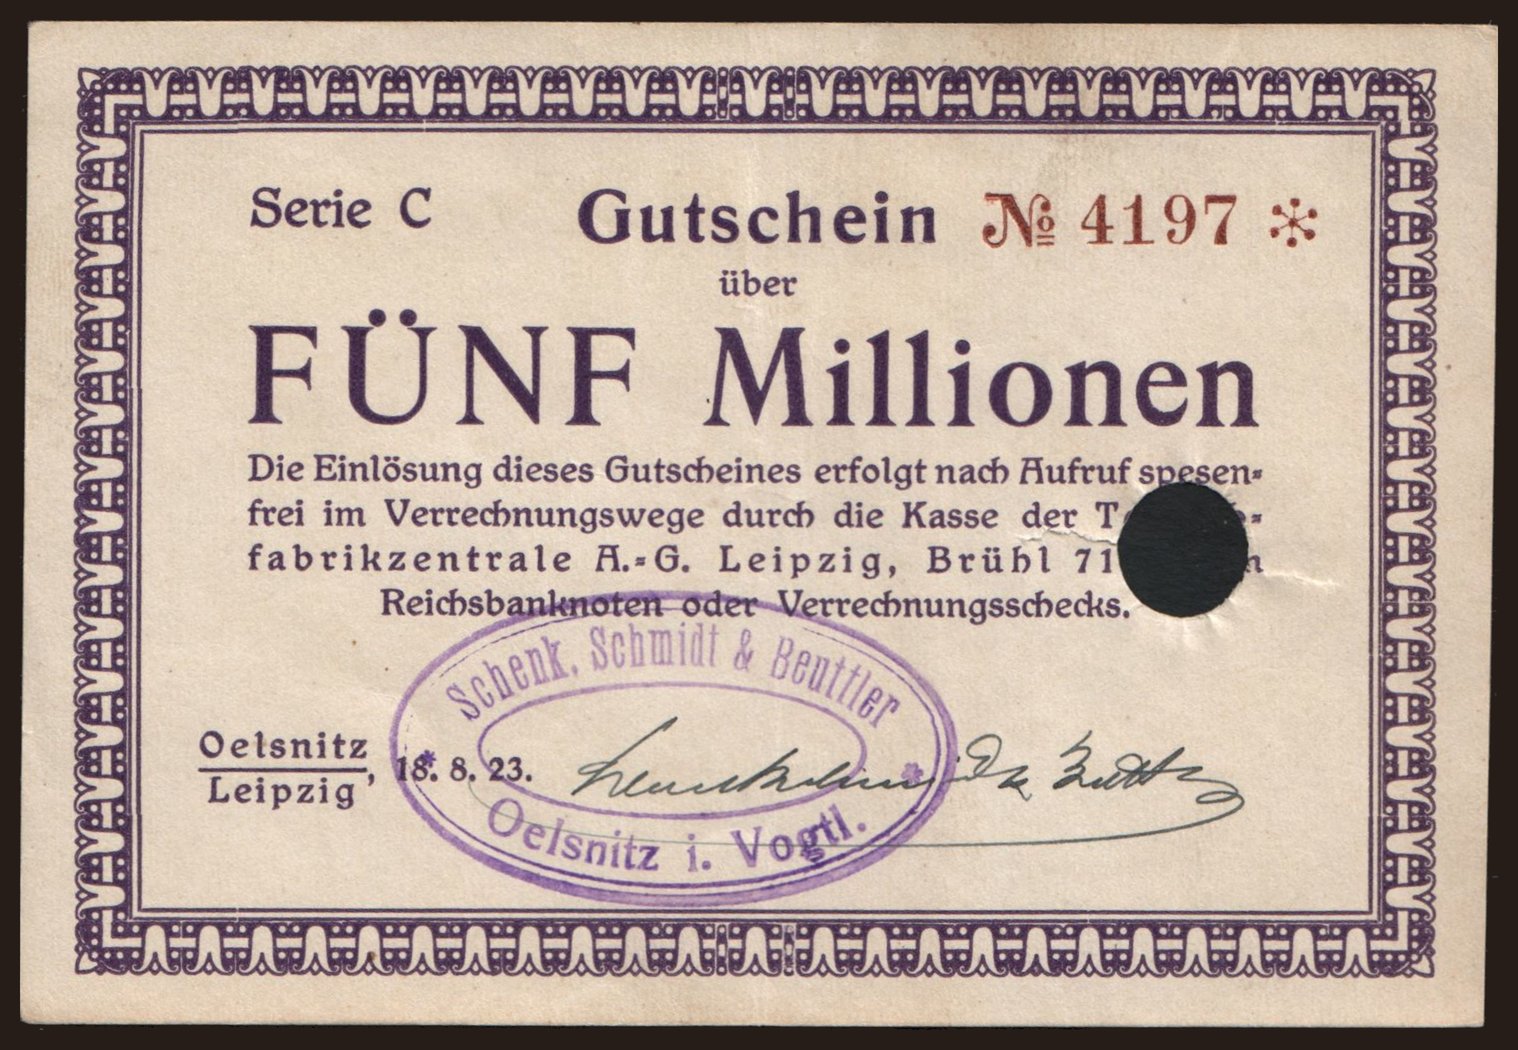 Serie C Gutschein № 4197 *
über
FÜNF Millionen
Die Einlösung dieses Gutscheines erfolgt nach Aufruf spesen=
frei im Verrechnungswege durch die Kasse der
fabrikzentrale A.=G. Leipzig, Brühl 71
Reichsbanknoten oder Verrechnungsschecks.
Schenk, Schmidt & Beuttler
Oelsnitz
Leipzig, 18. 8. 23.
Oelsnitz i. Vogtl.